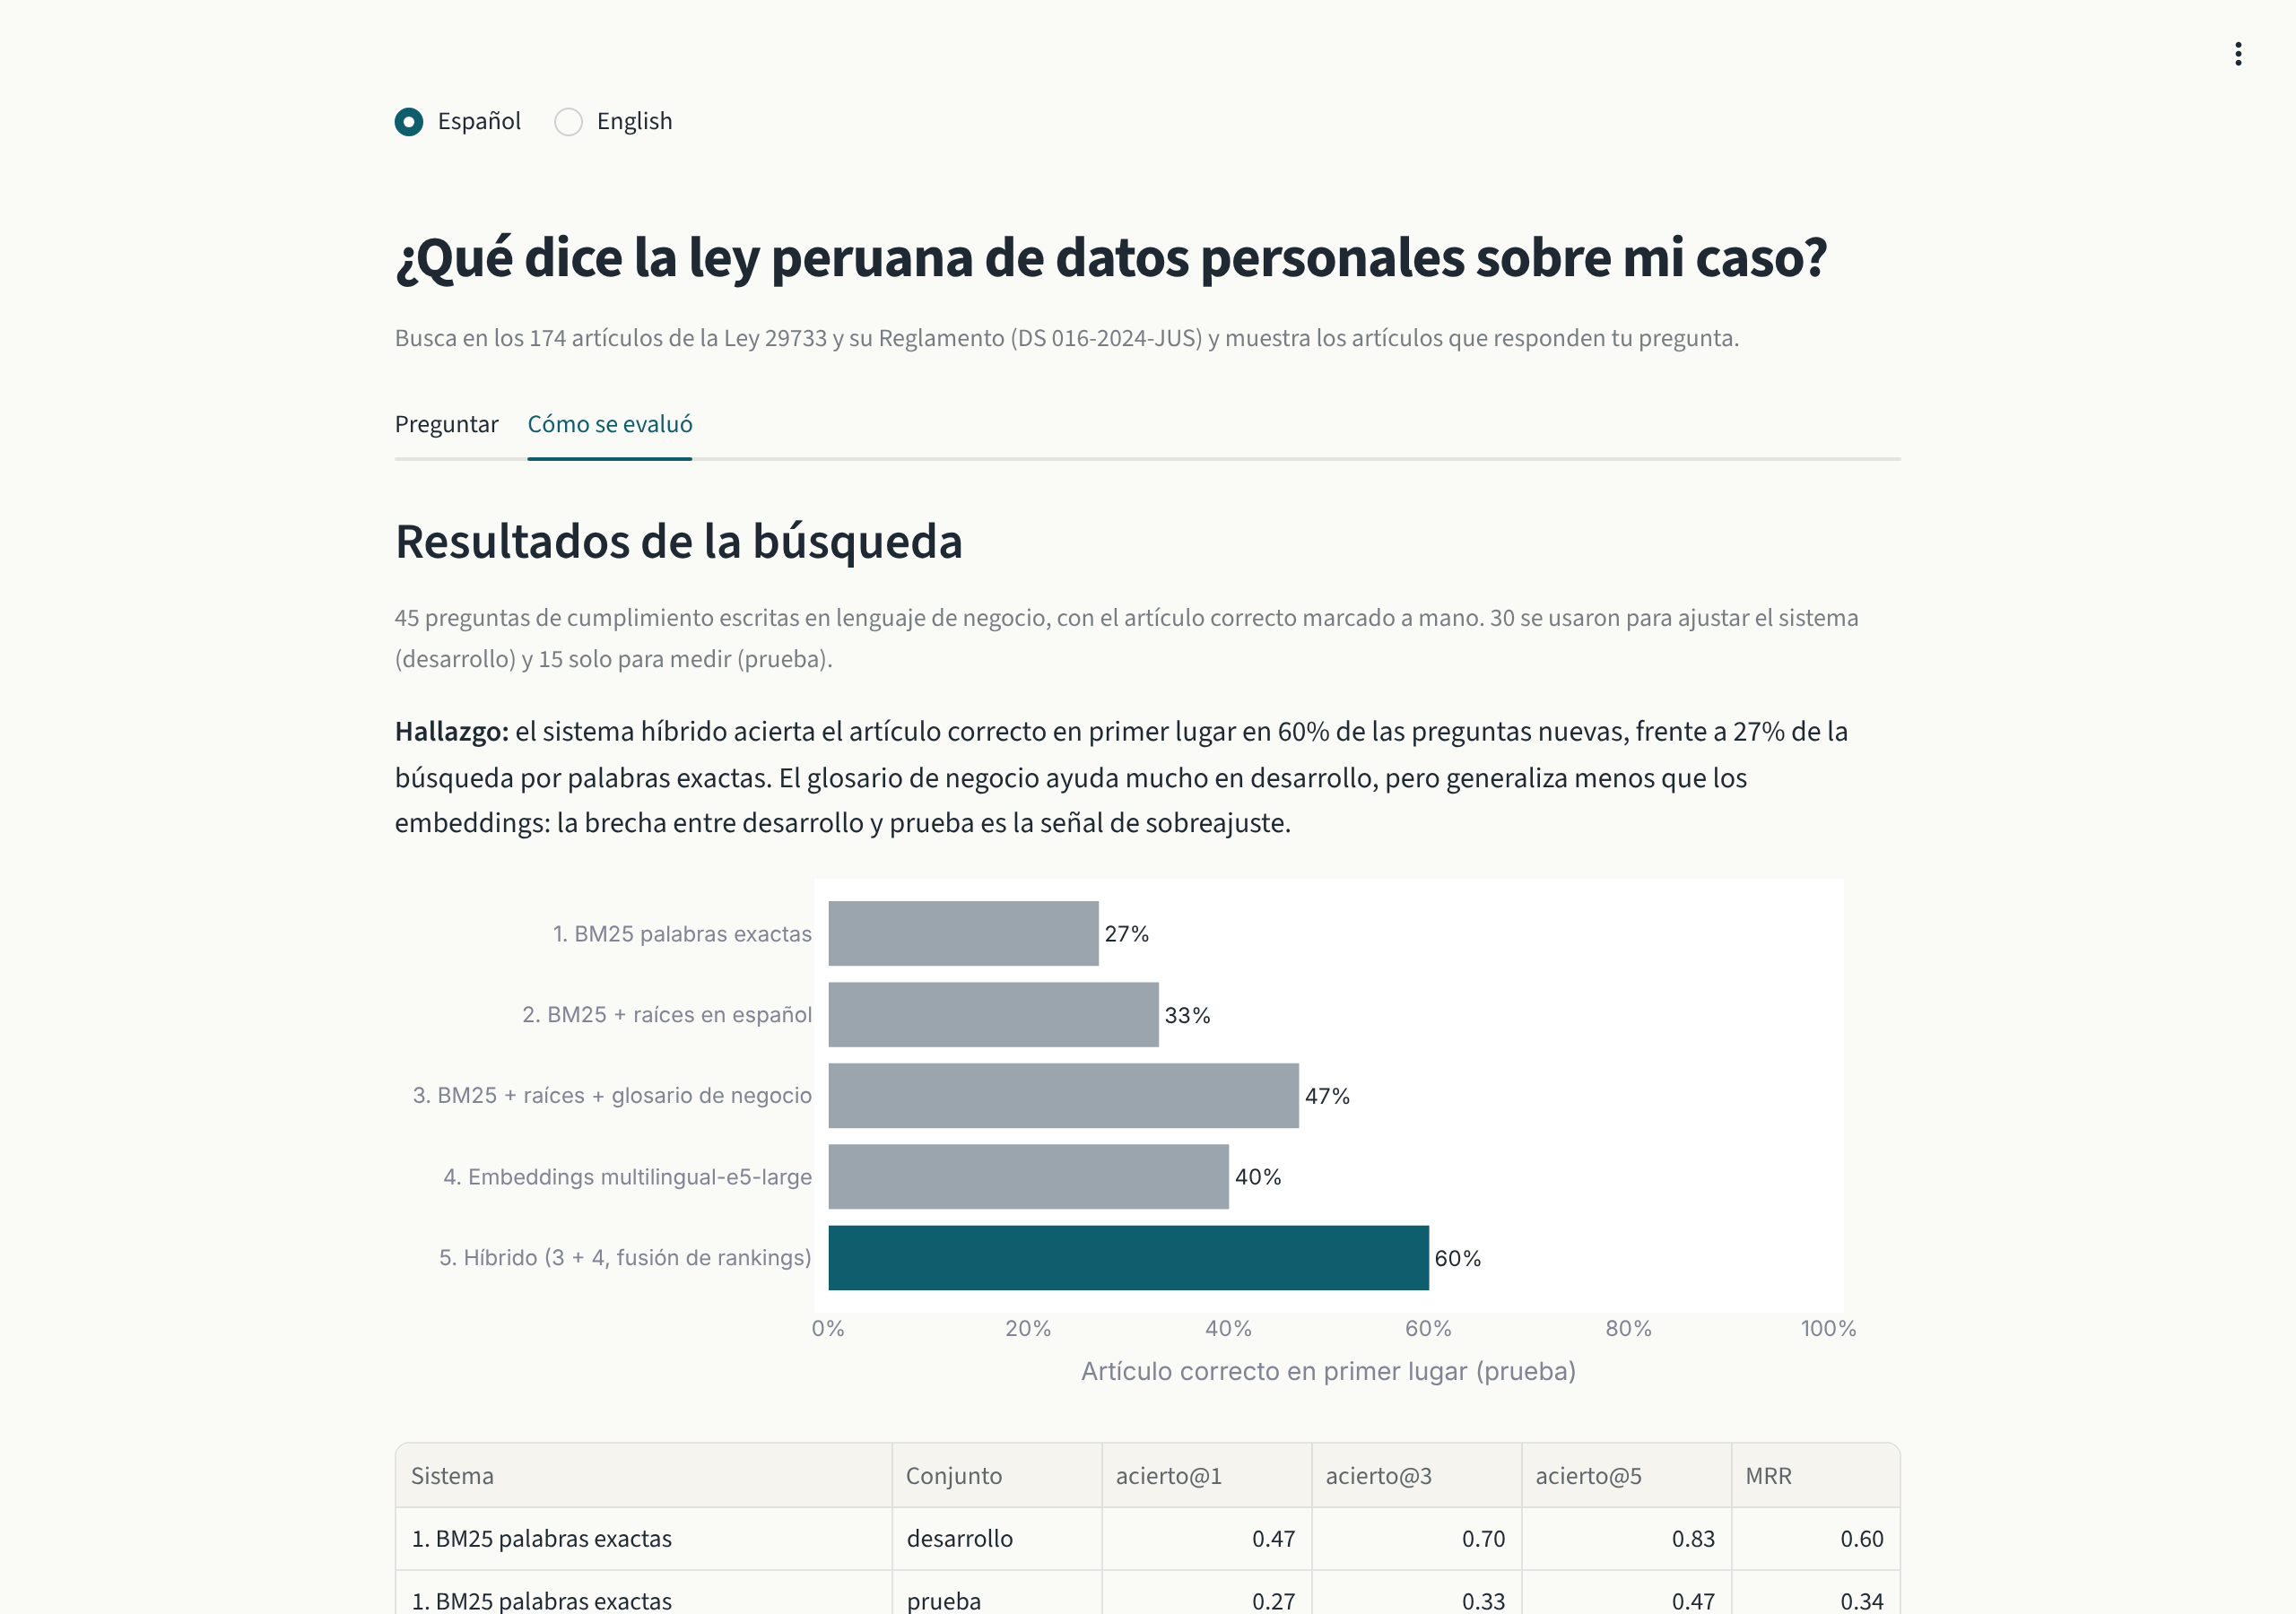 Español English
¿Qué dice la ley peruana de datos personales sobre mi caso?
Busca en los 174 artículos de la Ley 29733 y su Reglamento (DS 016-2024-JUS) y muestra los artículos que responden tu pregunta.
Preguntar Cómo se evaluó
Resultados de la búsqueda
45 preguntas de cumplimiento escritas en lenguaje de negocio, con el artículo correcto marcado a mano. 30 se usaron para ajustar el sistema
(desarrollo) y 15 solo para medir (prueba).
Hallazgo: el sistema híbrido acierta el artículo correcto en primer lugar en 60% de las preguntas nuevas, frente a 27% de la
búsqueda por palabras exactas. El glosario de negocio ayuda mucho en desarrollo, pero generaliza menos que los
embeddings: la brecha entre desarrollo y prueba es la señal de sobreajuste.
1. BM25 palabras exactas 27%
2. BM25 + raíces en español 33%
3. BM25 + raíces + glosario de negocio 47%
4. Embeddings multilingual-e5-large 40%
5. Híbrido (3 + 4, fusión de rankings) 60%
0% 20% 40% 60% 80% 100%
Artículo correcto en primer lugar (prueba)
Sistema Conjunto acierto@1 acierto@3 acierto@5 MRR
1. BM25 palabras exactas desarrollo 0.47 0.70 0.83 0.60
1. BM25 palabras exactas prueba 0.27 0.33 0.47 0.34